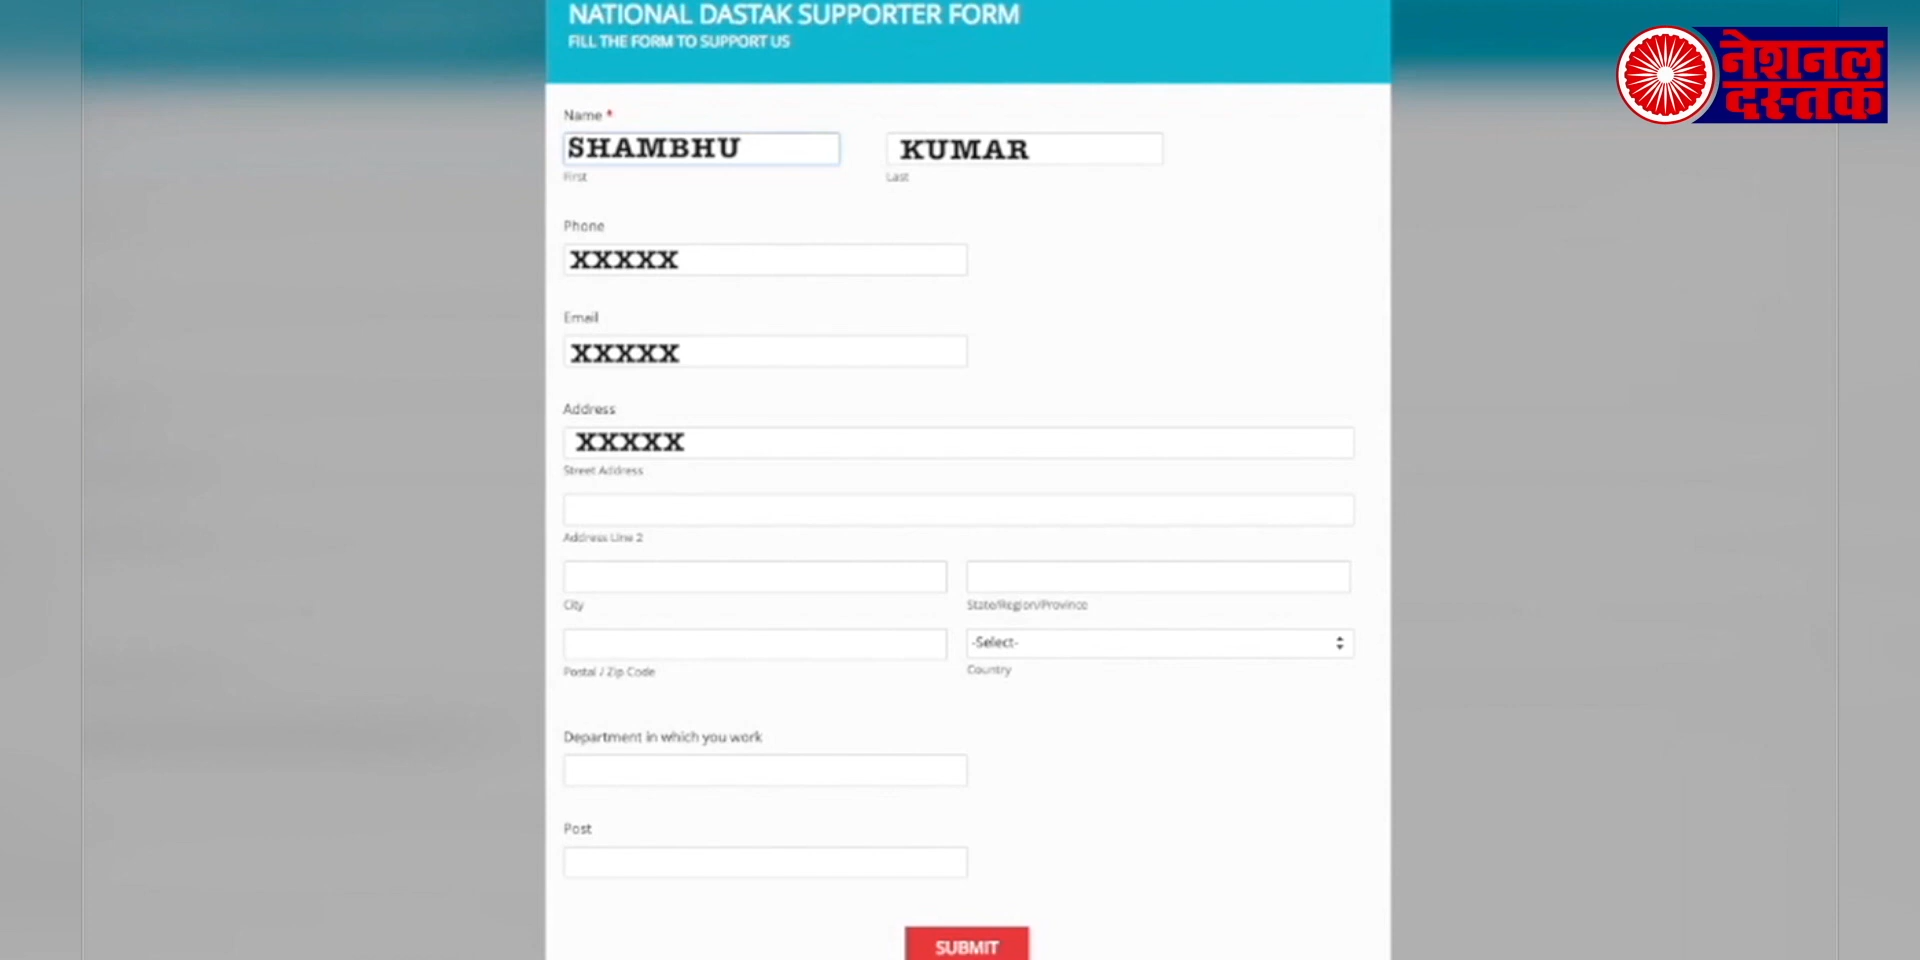 NATIONAL DASTAK SUPPORTER FORM
FILL THE FORM TO SUPPORT US
नेशनल
दस्तक
Name *
SHAMBHU KUMAR
First Last
Phone
XXXXX
Email
XXXXX
Address
XXXXX
Street Address
Address Line 2
City State/Region/Province
-Select-
Postal / Zip Code Country
Department in which you work
Post
SUBMIT